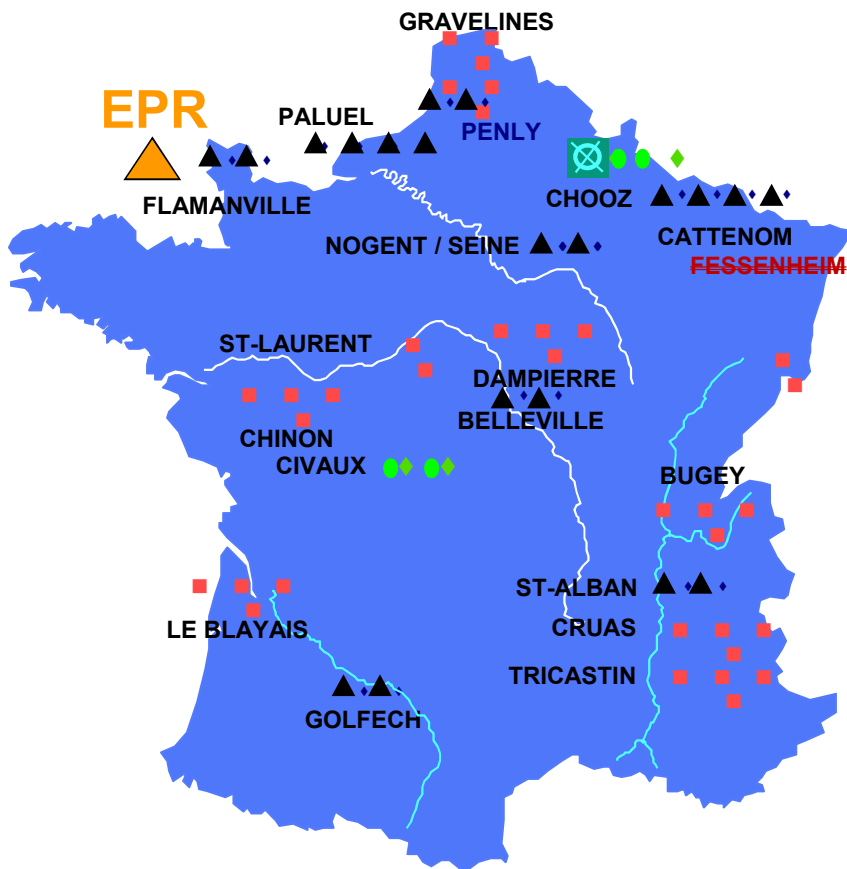 GRAVELINES
EPR
PALUEL
PENLY
FLAMANVILLE
CHOOZ
CATTENOM
NOGENT / SEINE
FESSENHEIM
ST-LAURENT
DAMPIERRE
BELLEVILLE
CHINON
CIVAUX
BUGEY
ST-ALBAN
CRUAS
LE BLAYAIS
TRICASTIN
GOLFECH